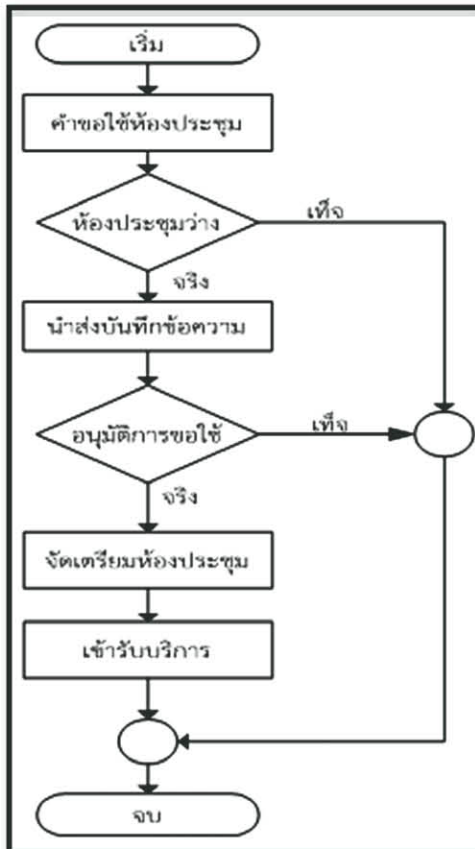 เริ่ม
คำขอใช้ห้องประชุม
ห้องประชุมว่าง
เท็จ
จริง
นำส่งบันทึกข้อความ
อนุมัติการขอใช้
เท็จ
จริง
จัดเตรียมห้องประชุม
เข้ารับบริการ
จบ